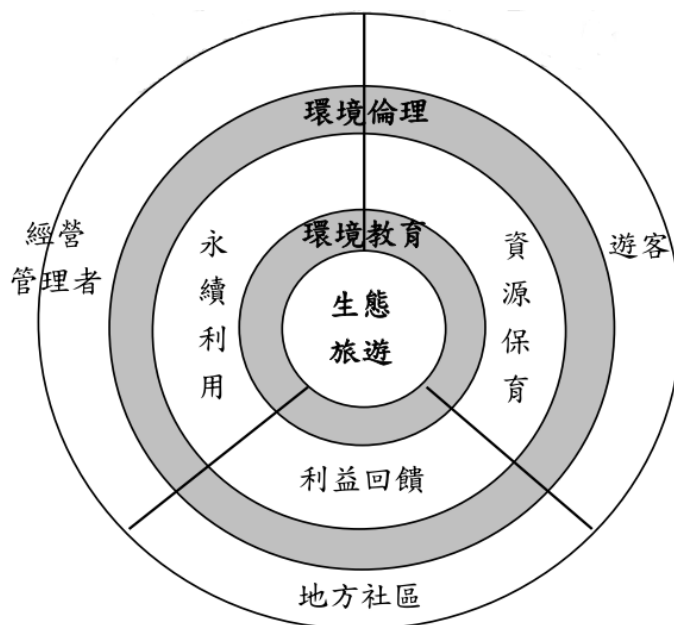 環境倫理
經營
管理者
永續利用
環境教育
資源保育
遊客
生態
旅遊
利益回饋
地方社區